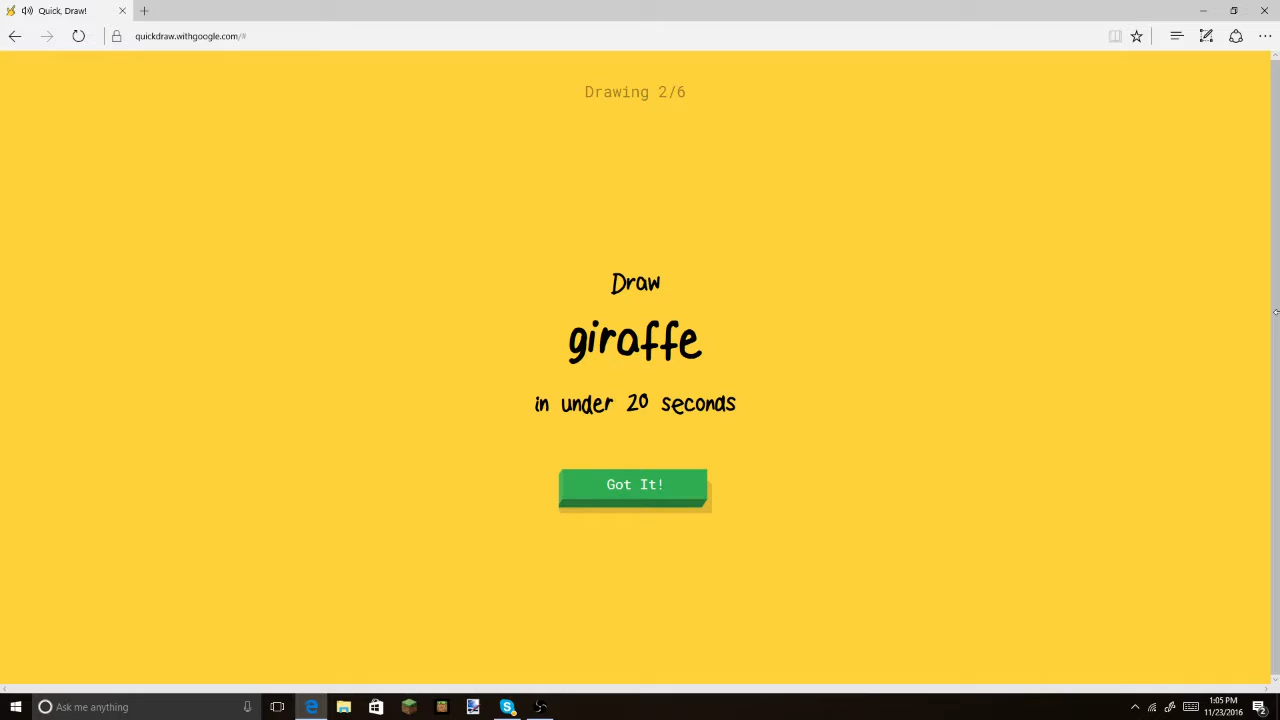 Quick, Draw!
quickdraw.withgoogle.com/#
Drawing 2/6
Draw
giraffe
in under 20 seconds
Got It!
Ask me anything
1:05 PM
11/23/2016
2